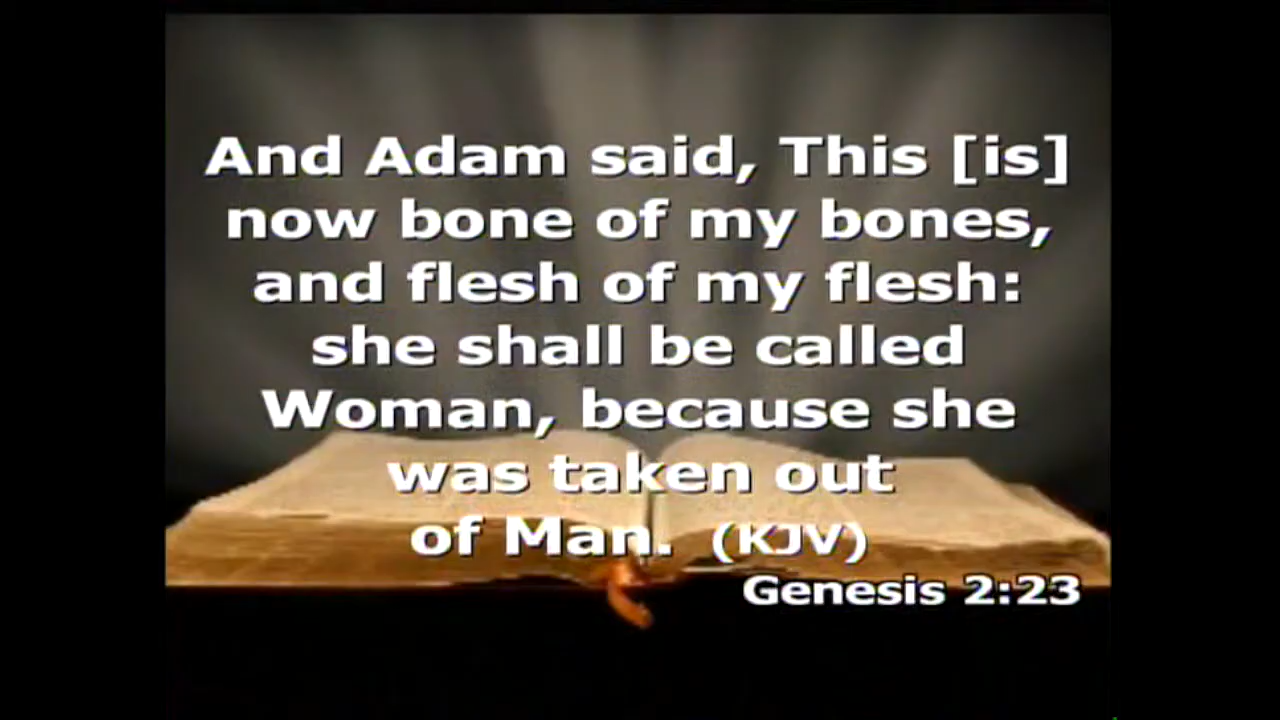 And Adam said, This [is]
now bone of my bones,
and flesh of my flesh:
she shall be called
Woman, because she
was taken out
of Man. (KJV)
Genesis 2:23